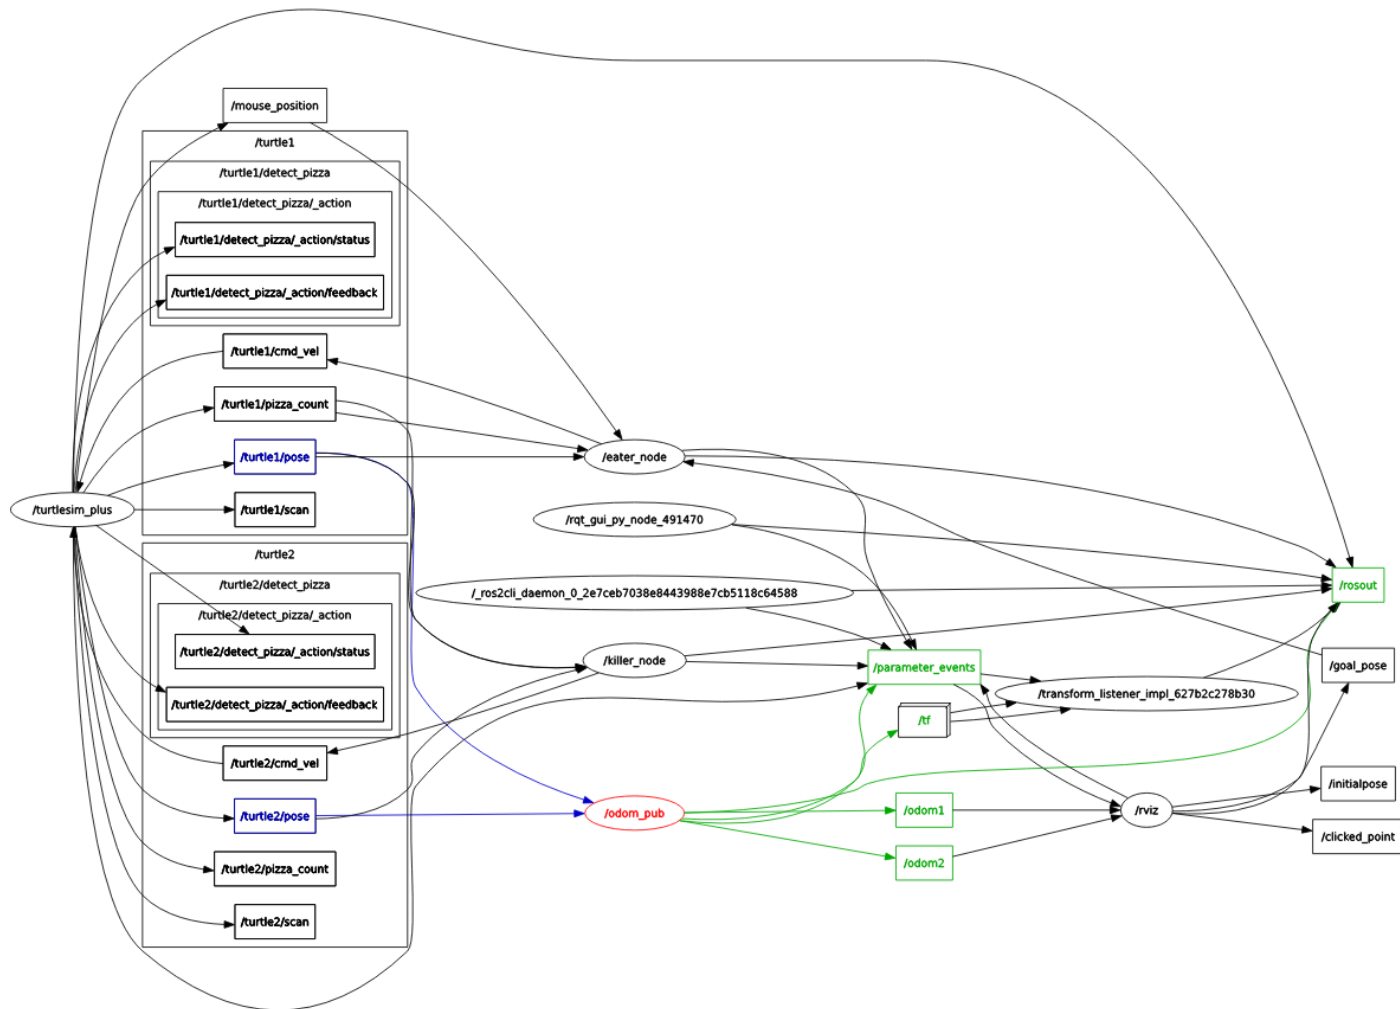 /mouse_position
/turtle1
/turtle1/detect_pizza
/turtle1/detect_pizza/_action
/turtle1/detect_pizza/_action/status
/turtle1/detect_pizza/_action/feedback
/turtle1/cmd_vel
/turtle1/pizza_count
/turtle1/pose
/turtle1/scan
/turtlesim_plus
/turtle2
/turtle2/detect_pizza
/turtle2/detect_pizza/_action
/turtle2/detect_pizza/_action/status
/turtle2/detect_pizza/_action/feedback
/turtle2/cmd_vel
/turtle2/pose
/turtle2/pizza_count
/turtle2/scan
/eater_node
/rqt_gui_py_node_491470
/_ros2cli_daemon_0_2e7ceb7038e8443988e7cb5118c64588
/killer_node
/odom_pub
/parameter_events
/tf
/odom1
/odom2
/transform_listener_impl_627b2c278b30
/rviz
/rosout
/goal_pose
/initialpose
/clicked_point